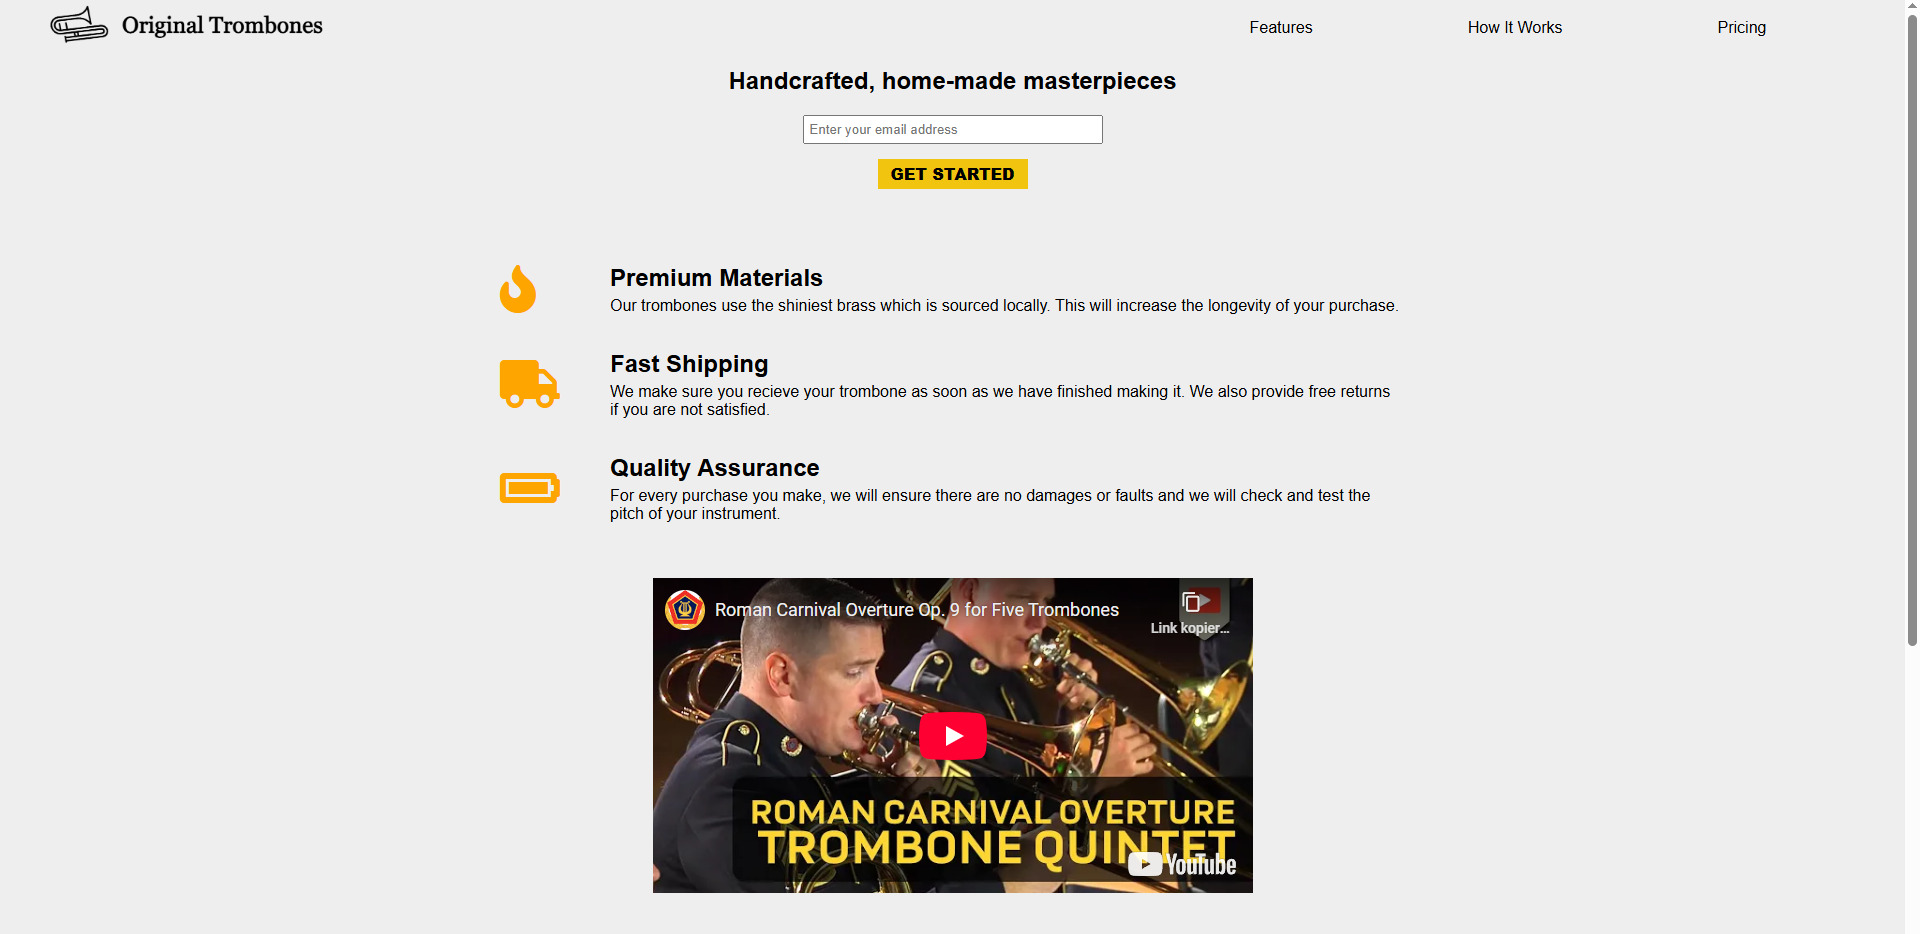 Original Trombones
Features
How It Works
Pricing
Handcrafted, home-made masterpieces
Enter your email address
GET STARTED
Premium Materials
Our trombones use the shiniest brass which is sourced locally. This will increase the longevity of your purchase.
Fast Shipping
We make sure you recieve your trombone as soon as we have finished making it. We also provide free returns
if you are not satisfied.
Quality Assurance
For every purchase you make, we will ensure there are no damages or faults and we will check and test the
pitch of your instrument.
Roman Carnival Overture Op. 9 for Five Trombones
Link kopier...
ROMAN CARNIVAL OVERTURE
TROMBONE QUINTET
YouTube